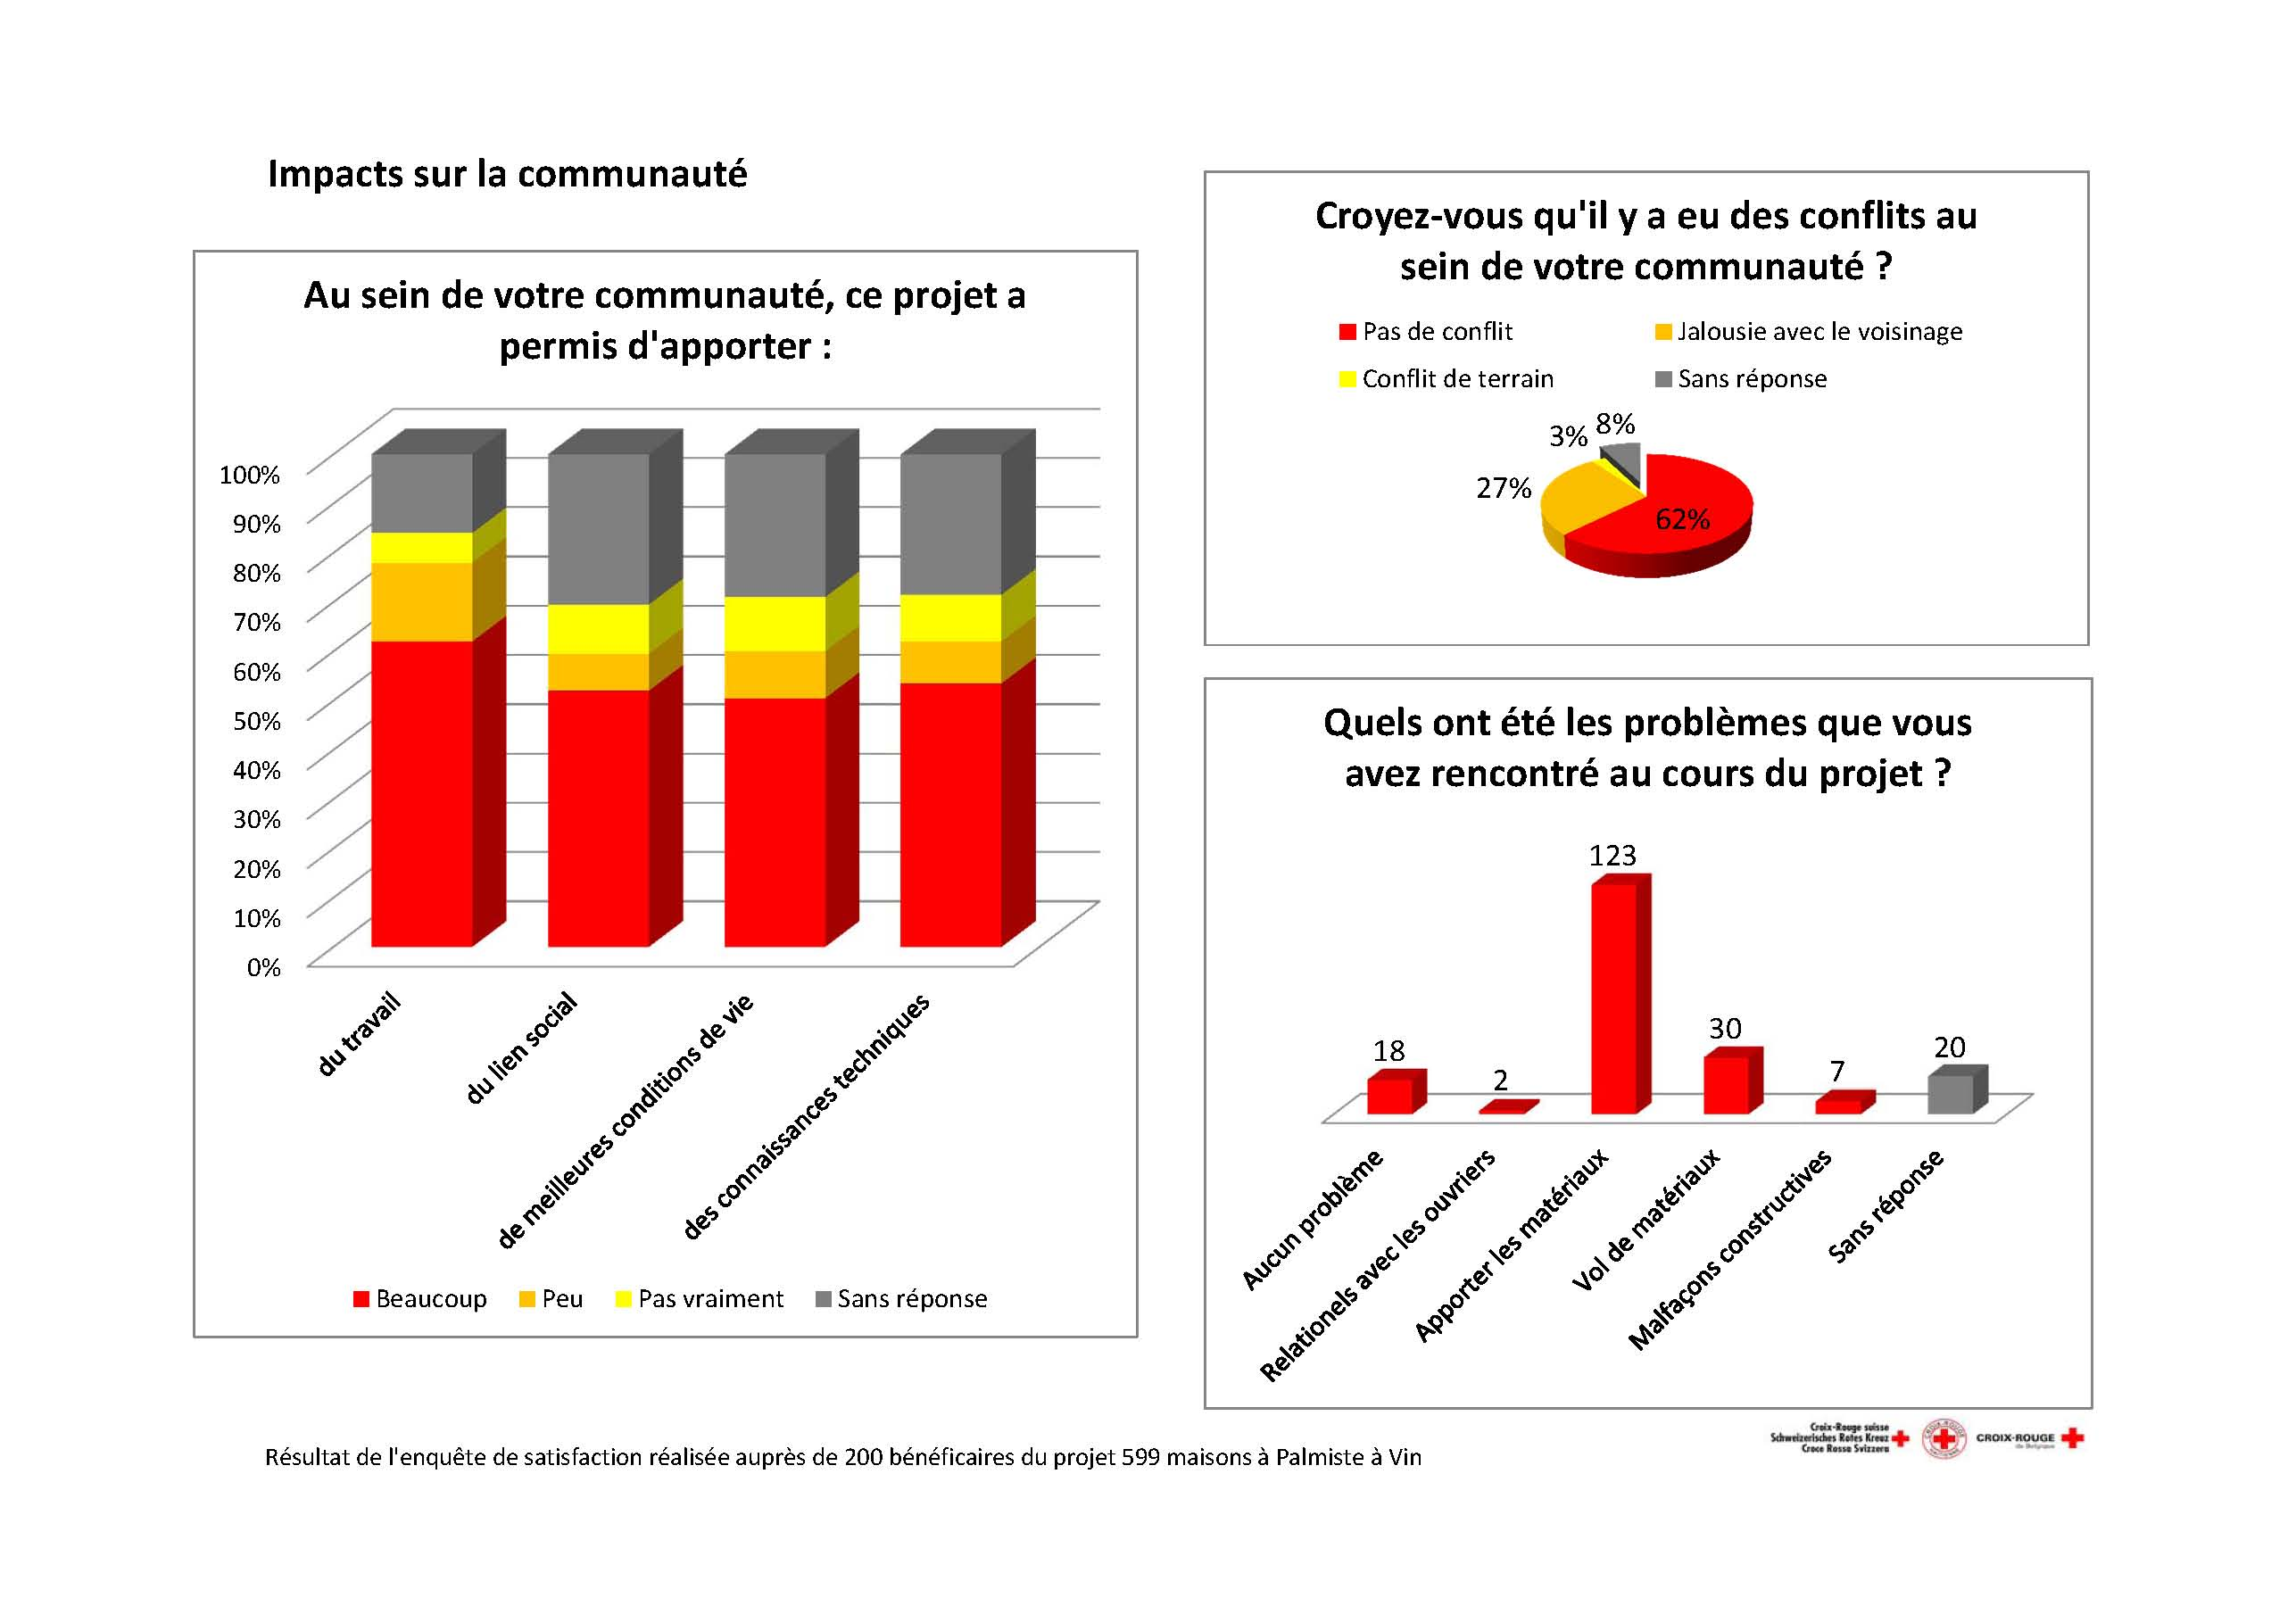 Impacts sur la communauté
Au sein de votre communauté, ce projet a
permis d'apporter :
100%
90%
80%
70%
60%
50%
40%
30%
20%
10%
0%
du travail
du lien social
de meilleures conditions de vie
des connaissances techniques
Beaucoup
Peu
Pas vraiment
Sans réponse
Croyez-vous qu'il y a eu des conflits au
sein de votre communauté ?
Pas de conflit
Jalousie avec le voisinage
Conflit de terrain
Sans réponse
3%
8%
27%
62%
Quels ont été les problèmes que vous
avez rencontré au cours du projet ?
18
2
123
30
7
20
Aucun problème
Relationels avec les ouvriers
Apporter les matériaux
Vol de matériaux
Malfaçons constructives
Sans réponse
Résultat de l'enquête de satisfaction réalisée auprès de 200 bénéficaires du projet 599 maisons à Palmiste à Vin
Croix-Rouge suisse
Schweizerisches Rotes Kreuz
Croce Rossa Svizzera
CROIX-ROUGE
de Belgique